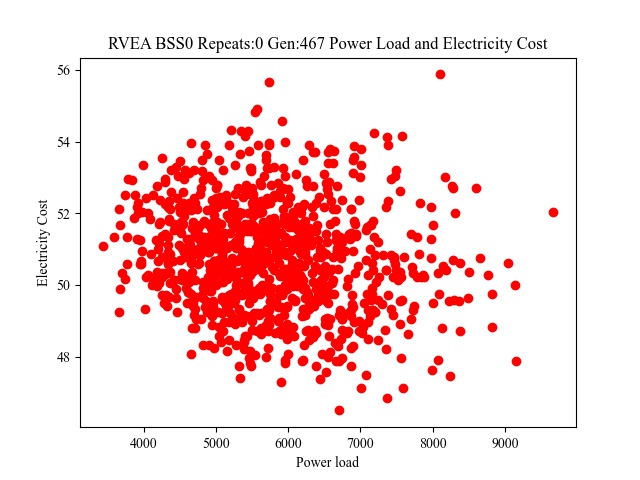 RVEA BSS0 Repeats:0 Gen:467 Power Load and Electricity Cost
56
54
52
50
48
Electricity Cost
4000 5000 6000 7000 8000 9000
Power load